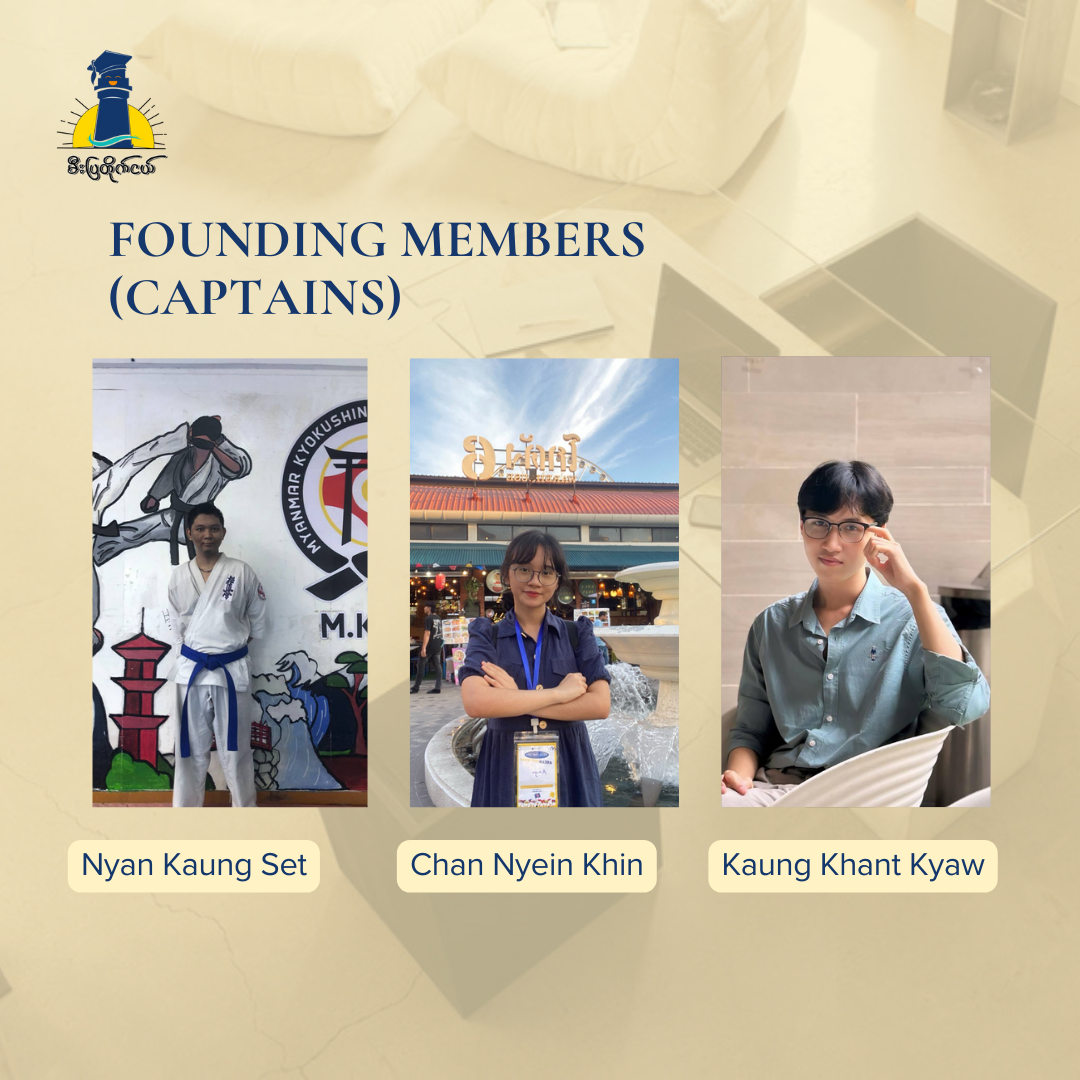 မီးပြတိုက်ငယ်
FOUNDING MEMBERS
(CAPTAINS)
MYANMAR KYOKUSHIN
M.K
Nyan Kaung Set
Chan Nyein Khin
Kaung Khant Kyaw